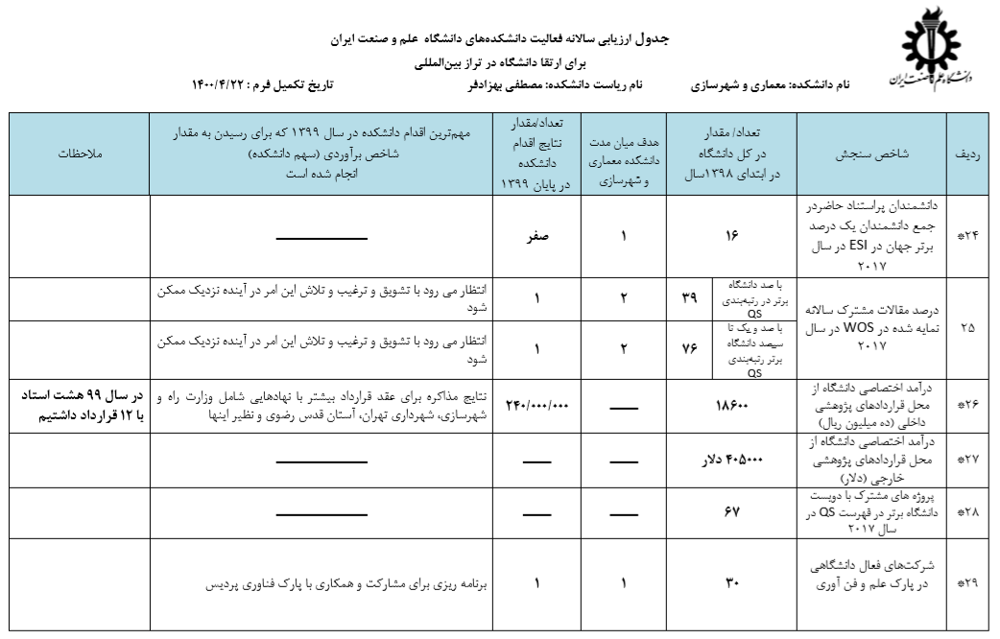 جدول ارزیابی سالانه فعالیت دانشکده‌های دانشگاه علم و صنعت ایران
برای ارتقا دانشگاه در تراز بین‌المللی
نام دانشکده: معماری و شهرسازی نام ریاست دانشکده: مصطفی بهزادفر تاریخ تکمیل فرم : ۱۴۰۰/۴/۲۲
دانشگاه علم و صنعت ایران
ردیف
شاخص سنجش
تعداد/ مقدار
در کل دانشگاه
در ابتدای ۱۳۹۸سال
هدف میان مدت
دانشکده معماری
و شهرسازی
تعداد/مقدار
نتایج اقدام
دانشکده
در پایان ۱۳۹۹
مهم‌ترین اقدام دانشکده در سال ۱۳۹۹ که برای رسیدن به مقدار
شاخص برآوردی (سهم دانشکده)
انجام شده است
ملاحظات
*۲۴
دانشمندان پراستناد حاضردر
جمع دانشمندان یک درصد
برتر جهان در ESI در سال
۲۰۱۷
۱۶
۱
صفر
۲۵
درصد مقالات مشترک سالانه
نمایه شده در WOS در سال
۲۰۱۷
با صد دانشگاه
برتر در رتبه‌بندی
QS
۳۹
۲
۱
انتظار می رود با تشویق و ترغیب و تلاش این امر در آینده نزدیک ممکن
شود
با صد و یک تا
سیصد دانشگاه
برتر رتبه‌بندی
QS
۷۶
۲
۱
انتظار می رود با تشویق و ترغیب و تلاش این امر در آینده نزدیک ممکن
شود
*۲۶
درآمد اختصاصی دانشگاه از
محل قراردادهای پژوهشی
داخلی (ده میلیون ریال)
۱۸۶۰۰
۲۴۰/۰۰۰/۰۰۰
نتایج مذاکره برای عقد قرارداد بیشتر با نهادهایی شامل وزارت راه و
شهرسازی، شهرداری تهران، آستان قدس رضوی و نظیر اینها
در سال ۹۹ هشت استاد
با ۱۲ قرارداد داشتیم
*۲۷
درآمد اختصاصی دانشگاه از
محل قراردادهای پژوهشی
خارجی (دلار)
۴۰۵۰۰۰ دلار
*۲۸
پروژه های مشترک با دویست
دانشگاه برتر در فهرست QS در
سال ۲۰۱۷
۶۷
*۲۹
شرکت‌های فعال دانشگاهی
در پارک علم و فن آوری
۳۰
۱
۱
برنامه ریزی برای مشارکت و همکاری با پارک فناوری پردیس